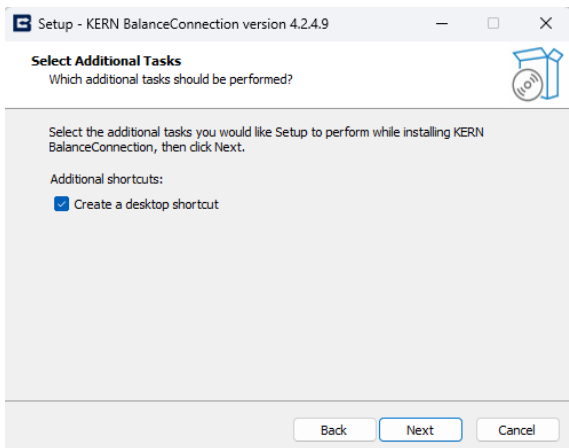 Setup - KERN BalanceConnection version 4.2.4.9
Select Additional Tasks
Which additional tasks should be performed?
Select the additional tasks you would like Setup to perform while installing KERN
BalanceConnection, then click Next.
Additional shortcuts:
Create a desktop shortcut
Back Next Cancel